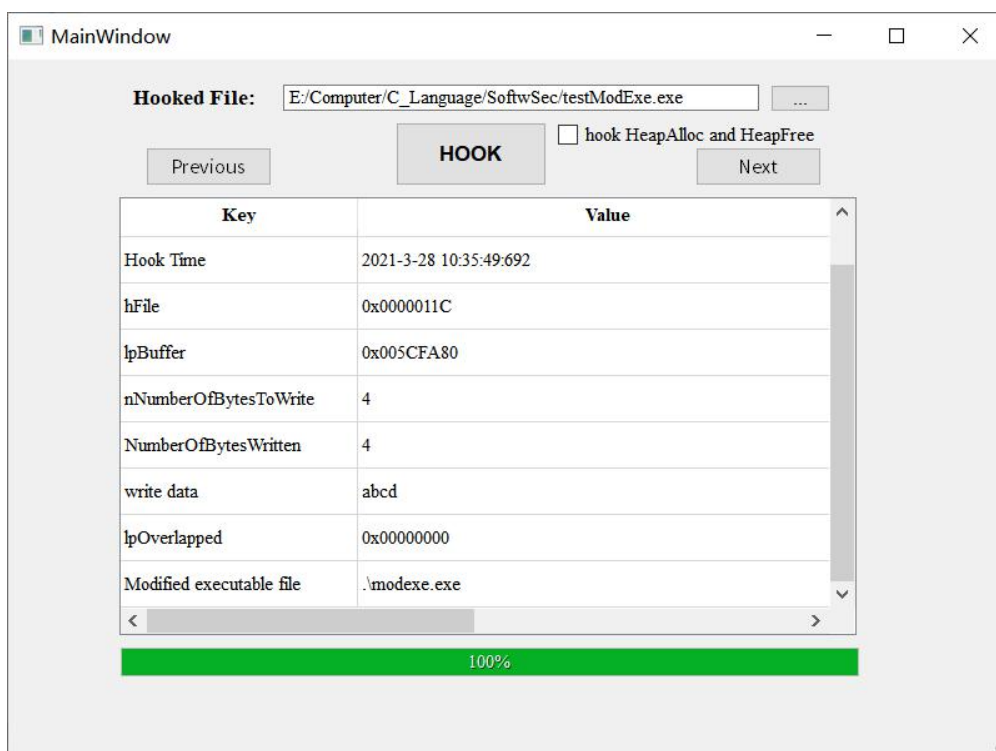 MainWindow
Hooked File: E:/Computer/C_Language/SoftwSec/testModExe.exe ...
HOOK hook HeapAlloc and HeapFree
Previous Next
Key Value
Hook Time 2021-3-28 10:35:49:692
hFile 0x0000011C
lpBuffer 0x005CFA80
nNumberOfBytesToWrite 4
NumberOfBytesWritten 4
write data abcd
lpOverlapped 0x00000000
Modified executable file .\modexe.exe
100%